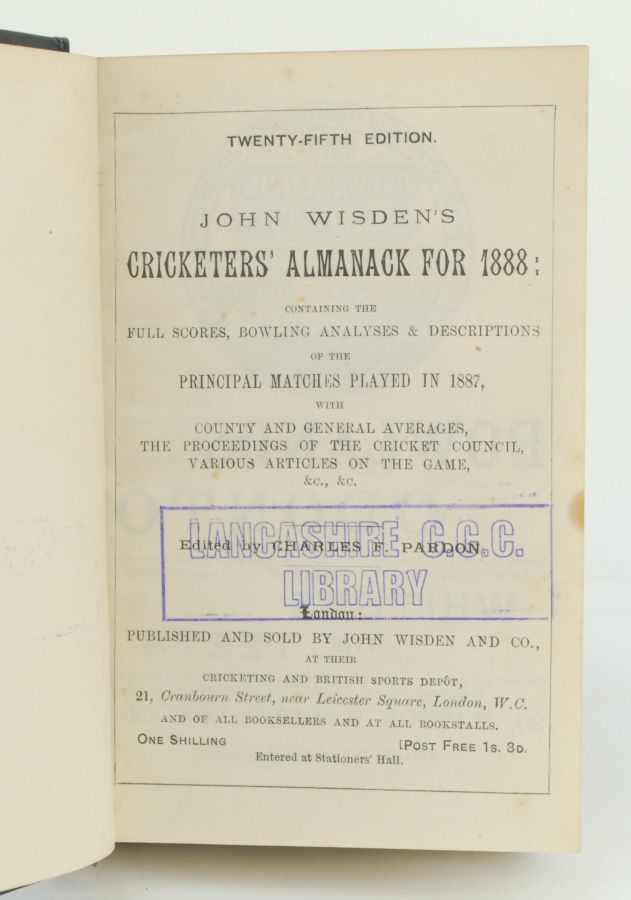 TWENTY-FIFTH EDITION.
JOHN WISDEN'S
CRICKETERS' ALMANACK FOR 1888:
CONTAINING THE
FULL SCORES, BOWLING ANALYSES & DESCRIPTIONS
OF THE
PRINCIPAL MATCHES PLAYED IN 1887,
WITH
COUNTY AND GENERAL AVERAGES,
THE PROCEEDINGS OF THE CRICKET COUNCIL,
VARIOUS ARTICLES ON THE GAME,
&c., &c.
LANCASHIRE C.C.C.
Edited by CHARLES F. PARDON.
LIBRARY
London:
PUBLISHED AND SOLD BY JOHN WISDEN AND CO.,
AT THEIR
CRICKETING AND BRITISH SPORTS DEPÔT,
21, Cranbourn Street, near Leicester Square, London, W.C.
AND OF ALL BOOKSELLERS AND AT ALL BOOKSTALLS.
ONE SHILLING [POST FREE 1S. 3D.
Entered at Stationers' Hall.